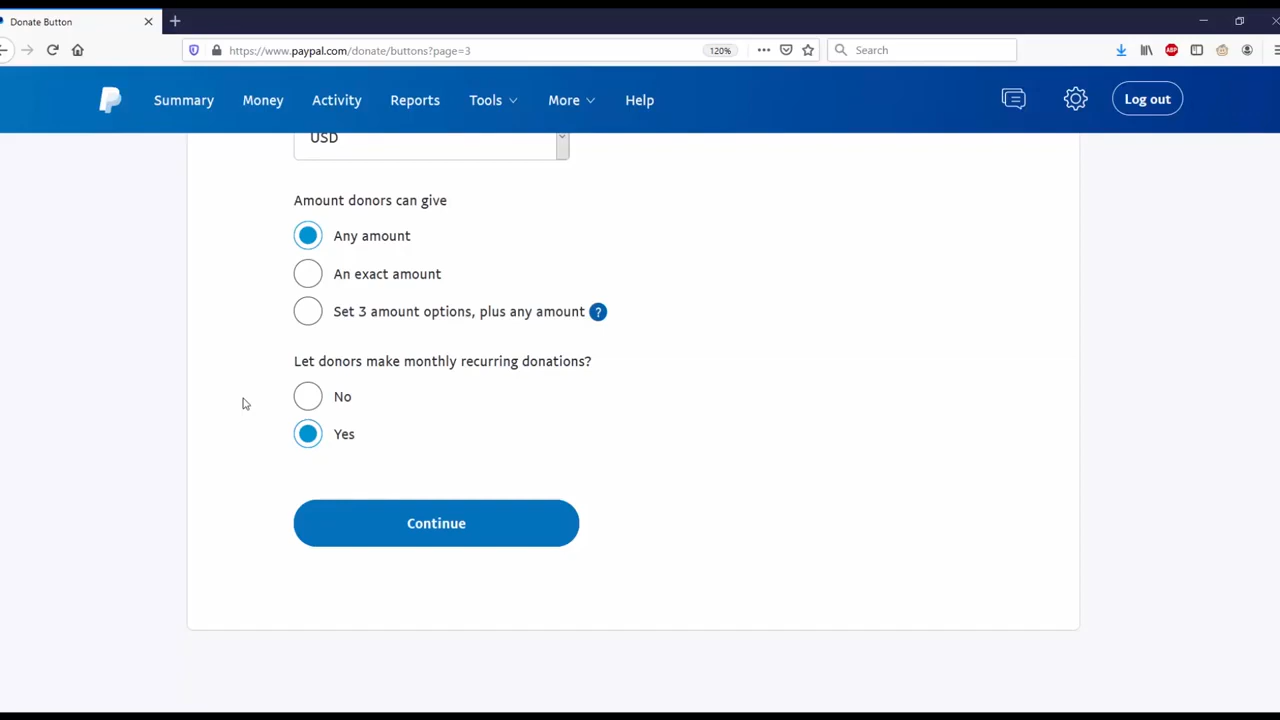 Donate Button
https://www.paypal.com/donate/buttons?page=3
120%
Search
ABP
Summary
Money
Activity
Reports
Tools
More
Help
Log out
USD
Amount donors can give
Any amount
An exact amount
Set 3 amount options, plus any amount ?
Let donors make monthly recurring donations?
No
Yes
Continue